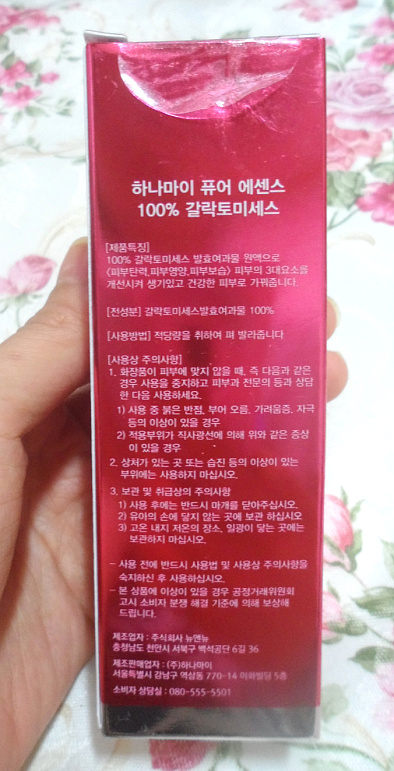 하나마이 퓨어 에센스
100% 갈락토미세스
[제품특징]
100% 갈락토미세스 발효여과물 원액으로
<피부탄력,피부영양,피부보습> 피부의 3대요소를
개선시켜 생기있고 건강한 피부로 가꿔줍니다.
[전성분] 갈락토미세스발효여과물 100%
[사용방법] 적당량을 취하여 펴 발라줍니다
[사용상 주의사항]
1. 화장품이 피부에 맞지 않을 때, 즉 다음과 같은
경우 사용을 중지하고 피부과 전문의 등과 상담
한 다음 사용하세요.
1) 사용 중 붉은 반점, 부어 오름, 가려움증, 자극
등의 이상이 있을 경우
2) 적용부위가 직사광선에 의해 위와 같은 증상
이 있을 경우
2. 상처가 있는 곳 또는 습진 등의 이상이 있는
부위에는 사용하지 마십시오.
3. 보관 및 취급상의 주의사항
1) 사용 후에는 반드시 마개를 닫아주십시오.
2) 유아의 손에 닿지 않는 곳에 보관 하십시오
3) 고온 내지 저온의 장소, 일광이 닿는 곳에는
보관하지 마십시오.
- 사용 전에 반드시 사용법 및 사용상 주의사항을
숙지하신 후 사용하십시오.
- 본 상품에 이상이 있을 경우 공정거래위원회
고시 소비자 분쟁 해결 기준에 의해 보상해
드립니다.
제조업자 : 주식회사 뉴앤뉴
충청남도 천안시 서북구 백석공단 6길 36
제조판매업자 : (주)하나마이
서울특별시 강남구 역삼동 770-14 이화빌딩 5층
소비자 상담실 : 080-555-5501